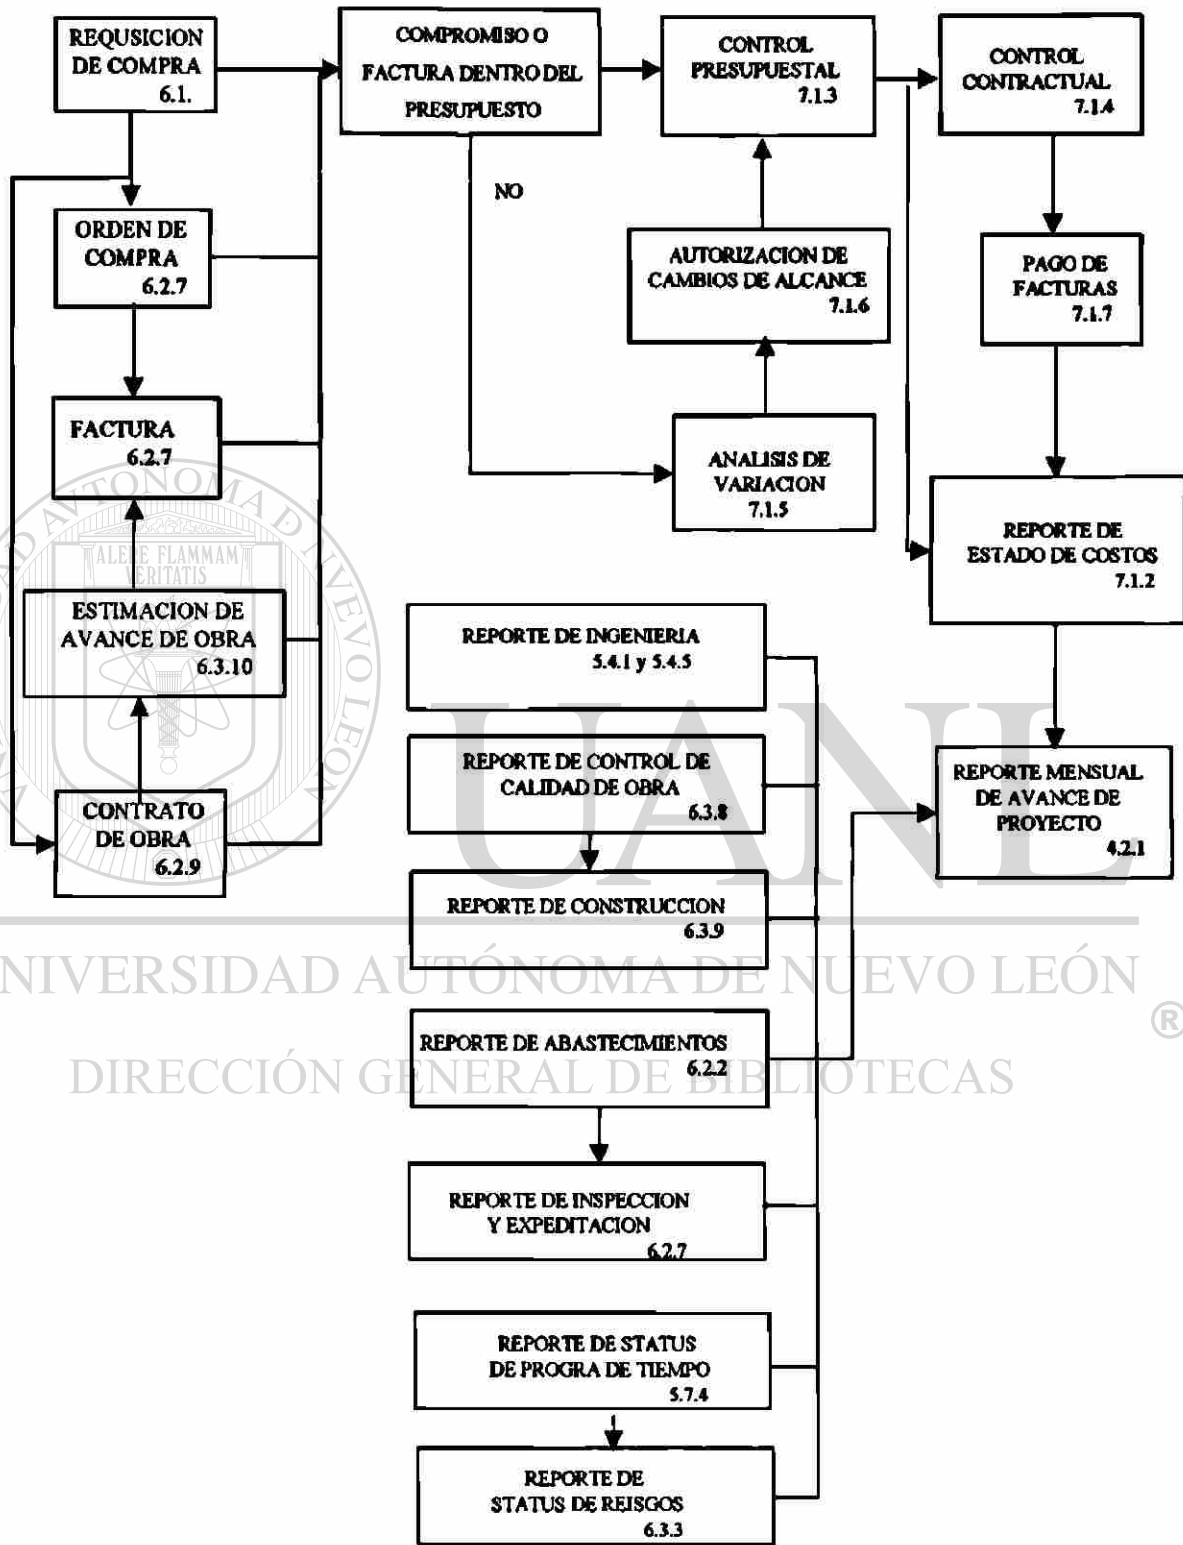 REQUSICION
DE COMPRA
6.1.
COMPROMISO O
FACTURA DENTRO DEL
PRESUPUESTO
CONTROL
PRESUPUESTAL
7.1.3
CONTROL
CONTRACTUAL
7.1.4
NO
ORDEN DE
COMPRA
6.2.7
AUTORIZACION DE
CAMBIOS DE ALCANCE
7.1.6
PAGO DE
FACTURAS
7.1.7
FACTURA
6.2.7
ANALISIS DE
VARIACION
7.1.5
REPORTE DE
ESTADO DE COSTOS
7.1.2
ESTIMACION DE
AVANCE DE OBRA
6.3.10
REPORTE DE INGENIERIA
5.4.1 y 5.4.5
REPORTE DE CONTROL DE
CALIDAD DE OBRA
6.3.8
REPORTE MENSUAL
DE AVANCE DE
PROYECTO
4.2.1
CONTRATO
DE OBRA
6.2.9
REPORTE DE CONSTRUCCION
6.3.9
REPORTE DE ABASTECIMIENTOS
6.2.2
REPORTE DE INSPECCION
Y EXPEDITACION
6.2.7
REPORTE DE STATUS
DE PROGRA DE TIEMPO
5.7.4
REPORTE DE
STATUS DE REISGOS
6.3.3
ALERE FLAMMAM
VERITATIS
UANL
NIVERSIDAD AUTÓNOMA DE NUEVO LEÓN
®
DIRECCIÓN GENERAL DE BIBLIOTECAS